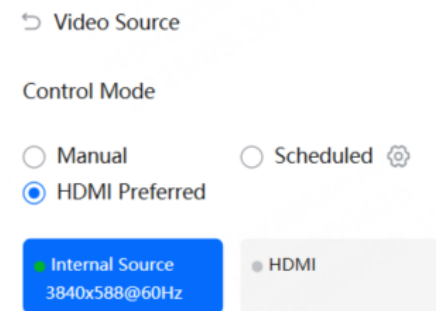 Video Source
Control Mode
Manual
Scheduled
HDMI Preferred
Internal Source
3840x588@60Hz
HDMI